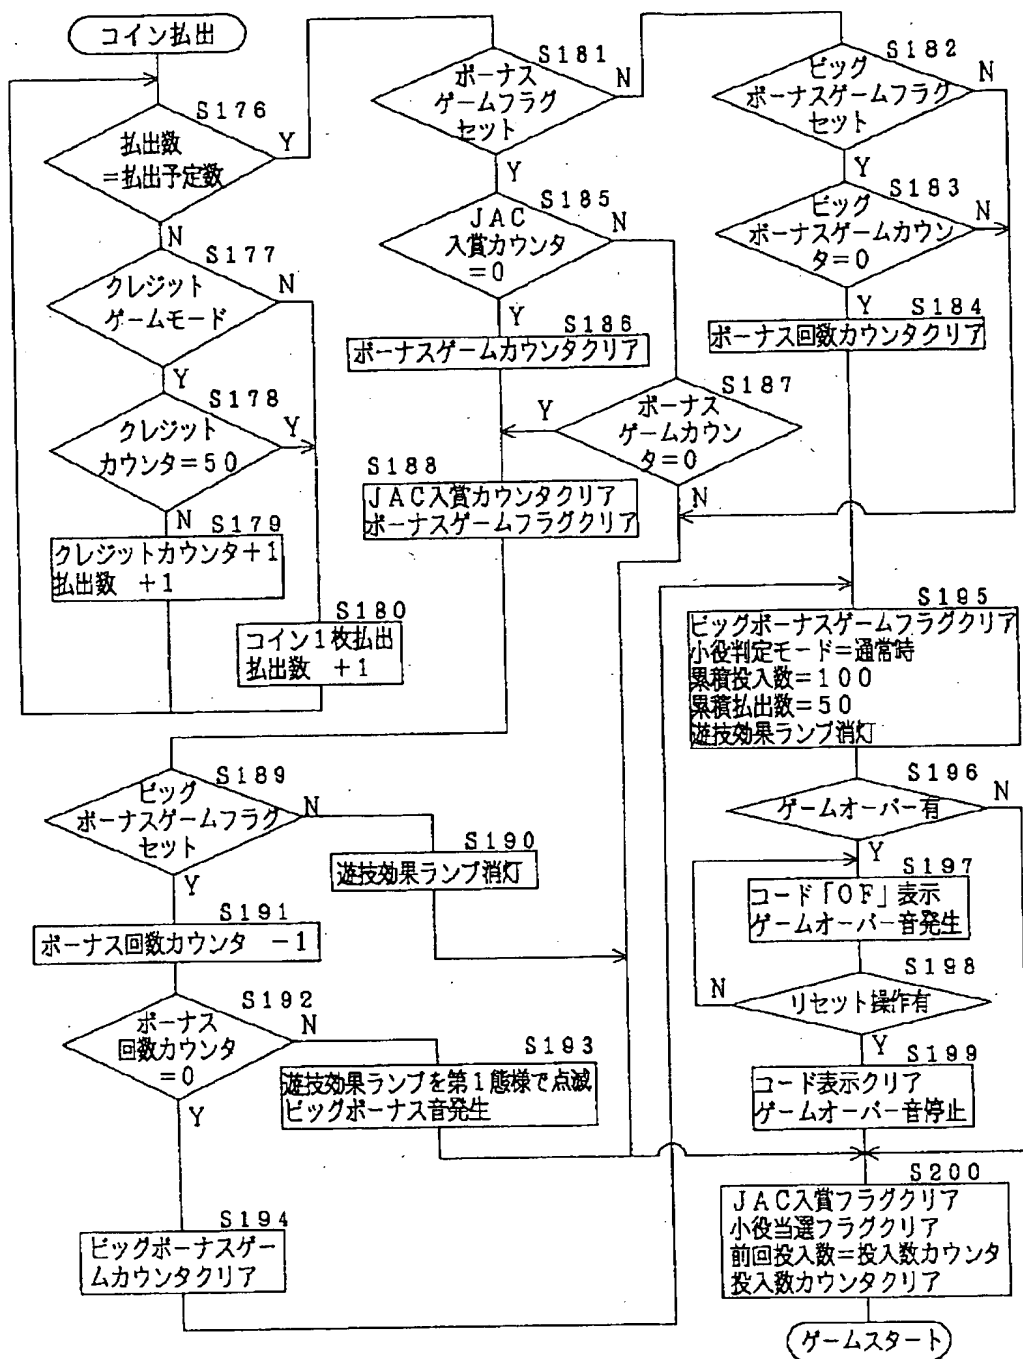 コイン払出
S176
払出数
=払出予定数
Y
N
S177
クレジット
ゲームモード
N
Y
S178
クレジット
カウンタ=50
Y
N
S179
クレジットカウンタ+1
払出数 +1
S180
コイン1枚払出
払出数 +1
S181
ボーナス
ゲームフラグ
セット
N
Y
S182
ビッグ
ボーナスゲームフラグ
セット
N
Y
S183
ビッグ
ボーナスゲームカウン
タ=0
N
Y
S184
ボーナス回数カウンタクリア
S185
JAC
入賞カウンタ
=0
N
Y
S186
ボーナスゲームカウンタクリア
S187
ボーナス
ゲームカウン
タ=0
Y
N
S188
JAC入賞カウンタクリア
ボーナスゲームフラグクリア
S189
ビッグ
ボーナスゲームフラグ
セット
N
Y
S190
遊技効果ランプ消灯
S191
ボーナス回数カウンタ -1
S192
ボーナス
回数カウンタ
=0
N
Y
S193
遊技効果ランプを第1態様で点滅
ビッグボーナス音発生
S194
ビッグボーナスゲー
ムカウンタクリア
S195
ビッグボーナスゲームフラグクリア
小役判定モード=通常時
累積投入数=100
累積払出数=50
遊技効果ランプ消灯
S196
ゲームオーバー有
N
Y
S197
コード「OF」表示
ゲームオーバー音発生
S198
リセット操作有
N
Y
S199
コード表示クリア
ゲームオーバー音停止
S200
JAC入賞フラグクリア
小役当選フラグクリア
前回投入数=投入数カウンタ
投入数カウンタクリア
ゲームスタート